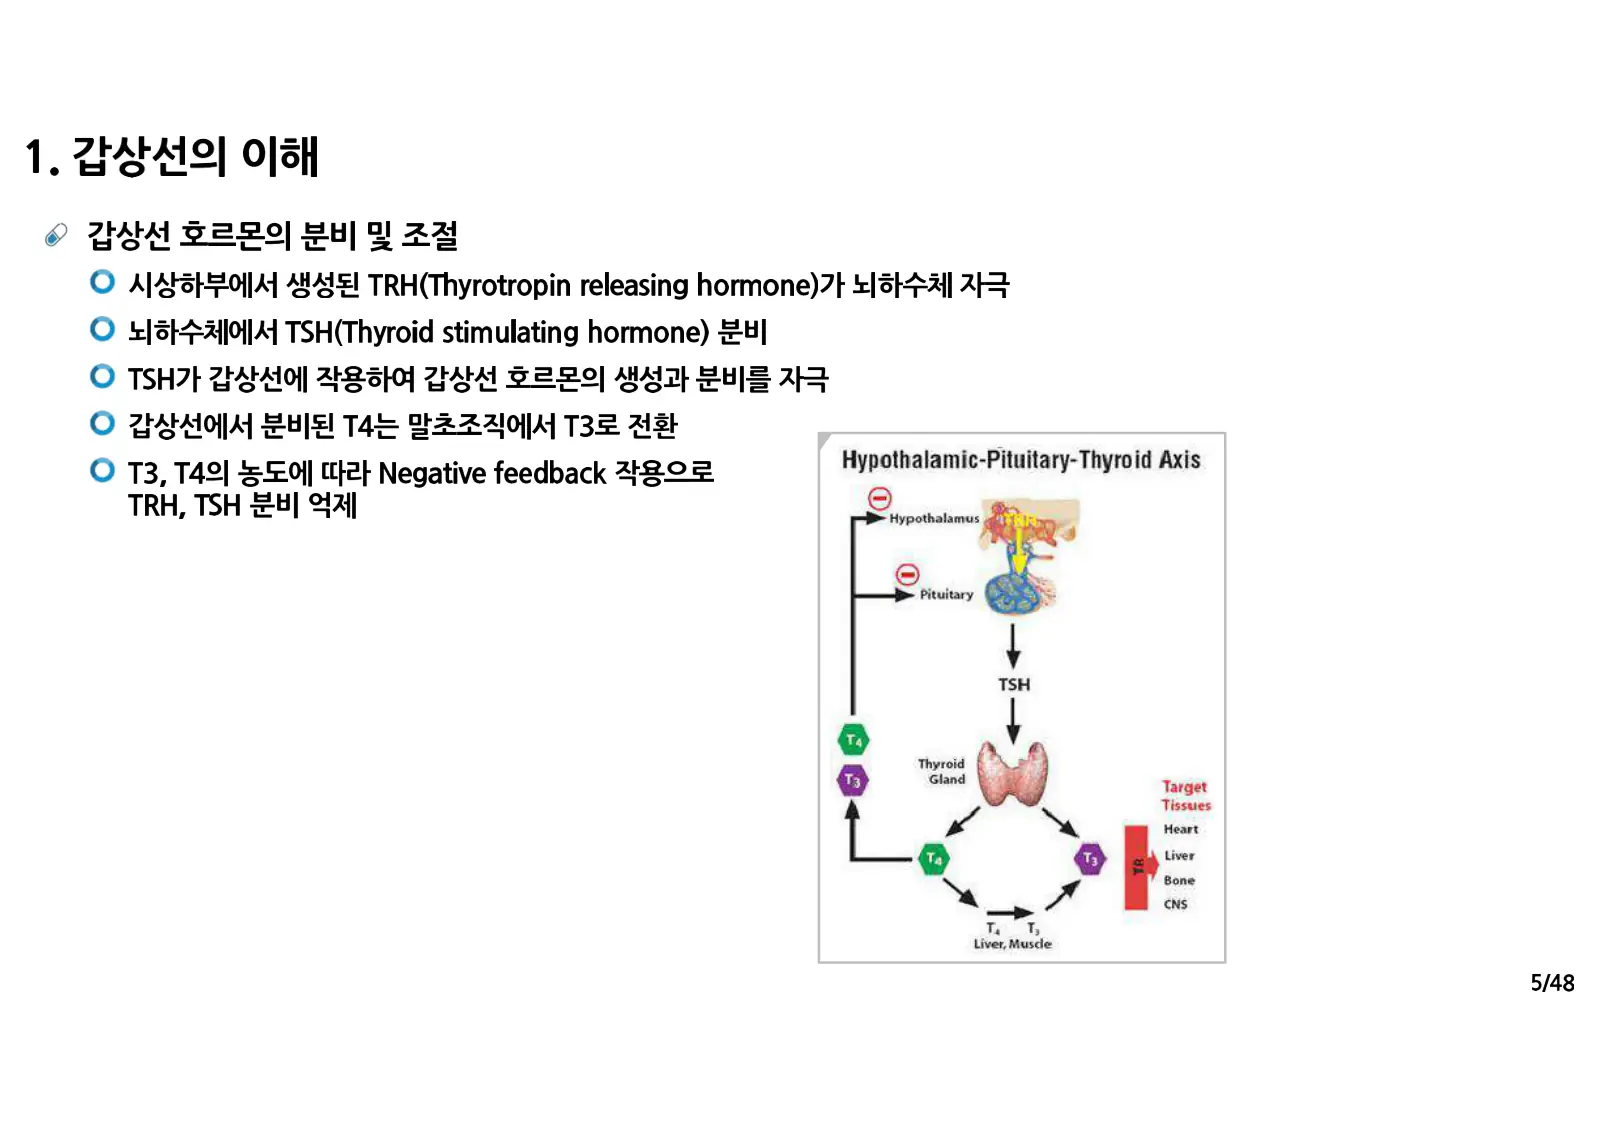 1. 갑상선의 이해
갑상선 호르몬의 분비 및 조절
시상하부에서 생성된 TRH(Thyrotropin releasing hormone)가 뇌하수체 자극
뇌하수체에서 TSH(Thyroid stimulating hormone) 분비
TSH가 갑상선에 작용하여 갑상선 호르몬의 생성과 분비를 자극
갑상선에서 분비된 T4는 말초조직에서 T3로 전환
T3, T4의 농도에 따라 Negative feedback 작용으로
TRH, TSH 분비 억제
Hypothalamic-Pituitary-Thyroid Axis
Hypothalamus
TRH
Pituitary
TSH
T4
T3
Thyroid
Gland
Target
Tissues
Heart
Liver
Bone
CNS
T4
T3
TR
T4 T3
Liver, Muscle
5/48